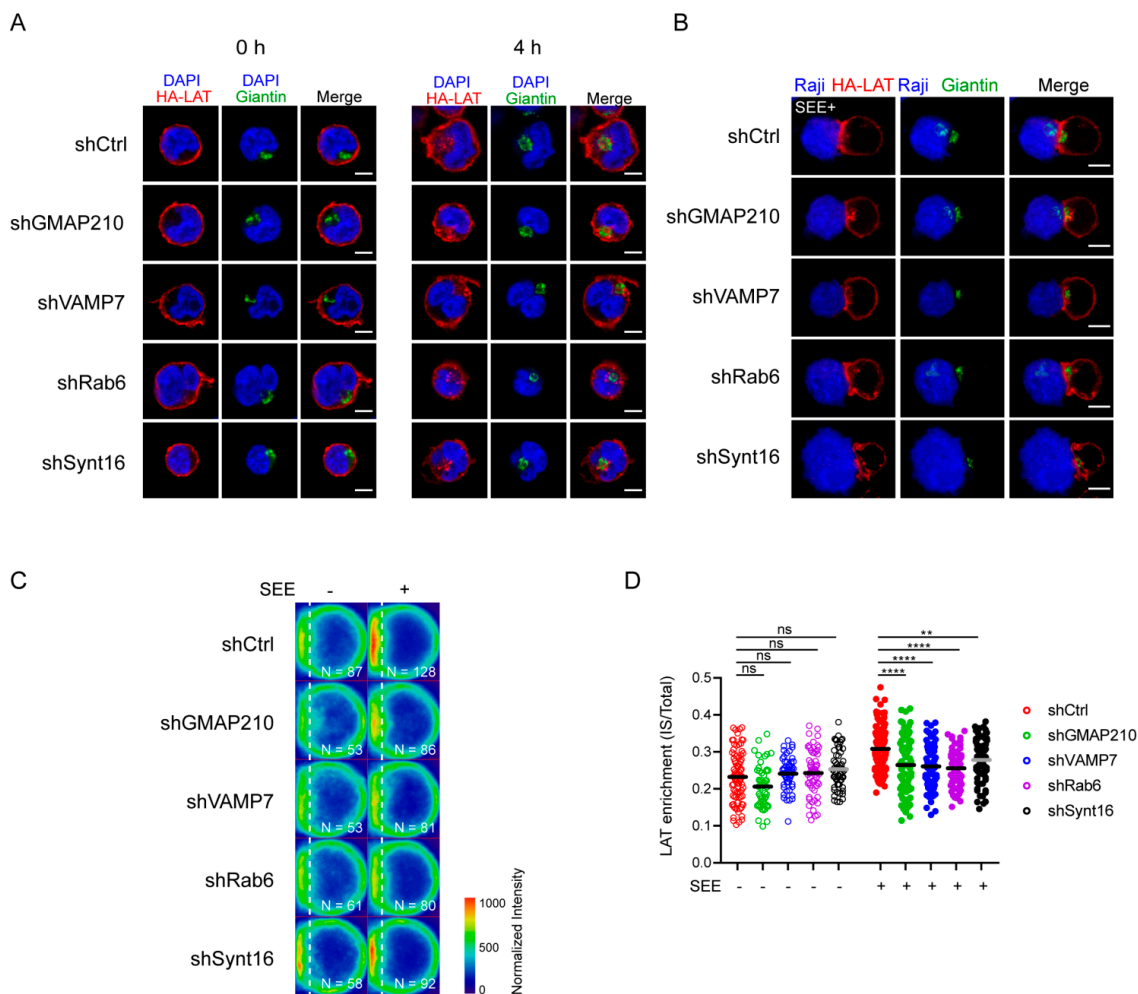 A
0 h
4 h
DAPI DAPI
HA-LAT Giantin Merge
DAPI DAPI
HA-LAT Giantin Merge
shCtrl
shGMAP210
shVAMP7
shRab6
shSynt16
B
Raji HA-LAT Raji Giantin Merge
SEE+
shCtrl
shGMAP210
shVAMP7
shRab6
shSynt16
C
SEE - +
shCtrl
N = 87 N = 128
shGMAP210
N = 53 N = 86
shVAMP7
N = 53 N = 81
shRab6
N = 61 N = 80
shSynt16
N = 58 N = 92
1000
500
0
Normalized Intensity
D
ns
ns
ns
ns
**
****
****
****
LAT enrichment (IS/Total)
0.5
0.4
0.3
0.2
0.1
0.0
SEE - - - - - + + + + +
shCtrl
shGMAP210
shVAMP7
shRab6
shSynt16